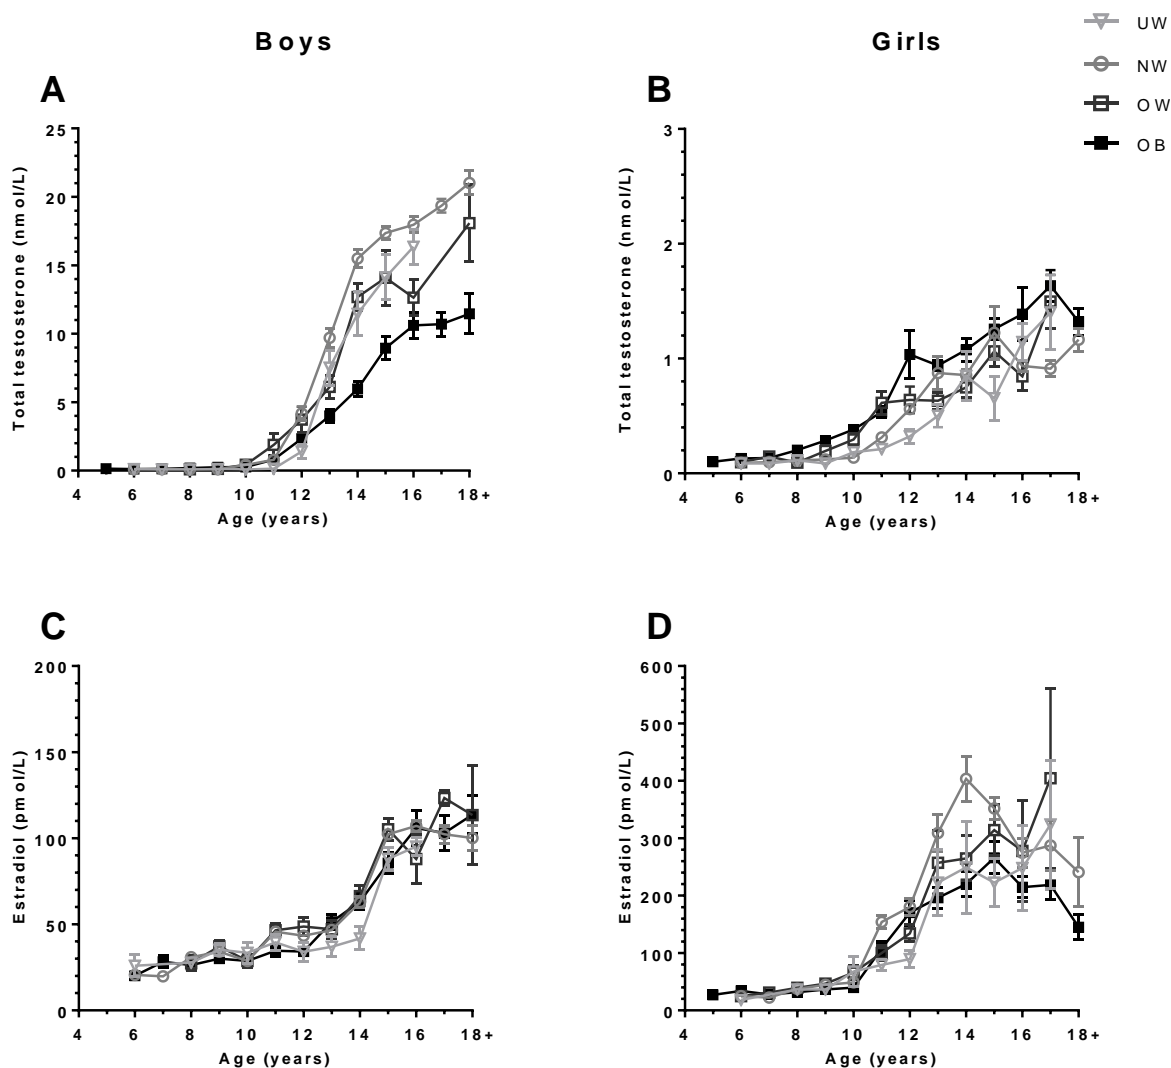 Boys
Girls
UW
NW
OW
OB
A
B
Total testosterone (nmol/L)
25
20
15
10
5
0
4 6 8 10 12 14 16 18+
Age (years)
Total testosterone (nmol/L)
3
2
1
0
4 6 8 10 12 14 16 18+
Age (years)
C
D
Estradiol (pmol/L)
200
150
100
50
0
4 6 8 10 12 14 16 18+
Age (years)
Estradiol (pmol/L)
600
500
400
300
200
100
0
4 6 8 10 12 14 16 18+
Age (years)